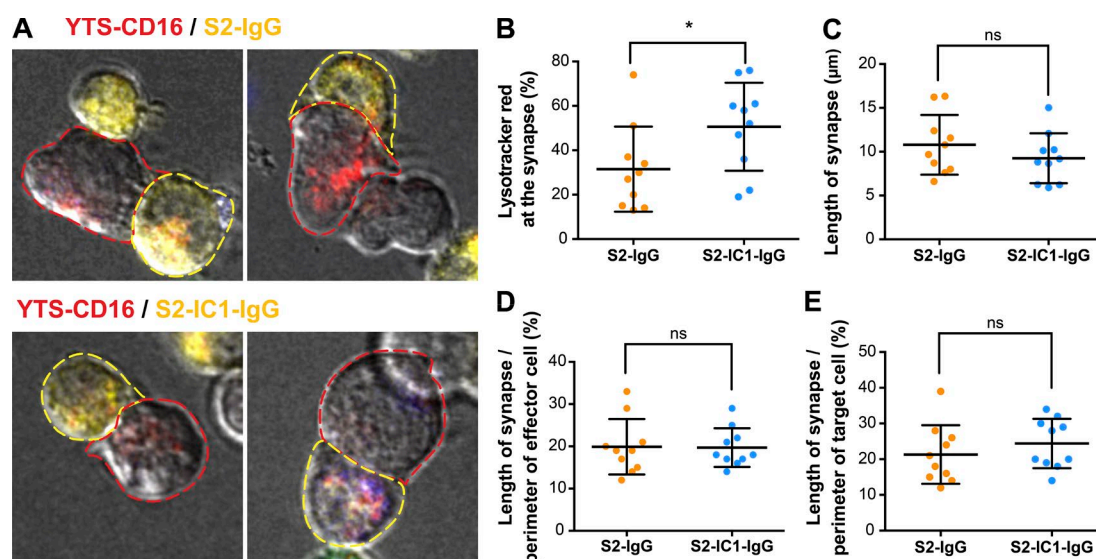 A
YTS-CD16 / S2-IgG
YTS-CD16 / S2-IC1-IgG
B
Lysotracker red
at the synapse (%)
80
60
40
20
0
*
S2-IgG
S2-IC1-IgG
C
Length of synapse (µm)
20
15
10
5
0
ns
S2-IgG
S2-IC1-IgG
D
Length of synapse /
perimeter of effector cell (%)
40
30
20
10
0
ns
S2-IgG
S2-IC1-IgG
E
Length of synapse /
perimeter of target cell (%)
50
40
30
20
10
0
ns
S2-IgG
S2-IC1-IgG